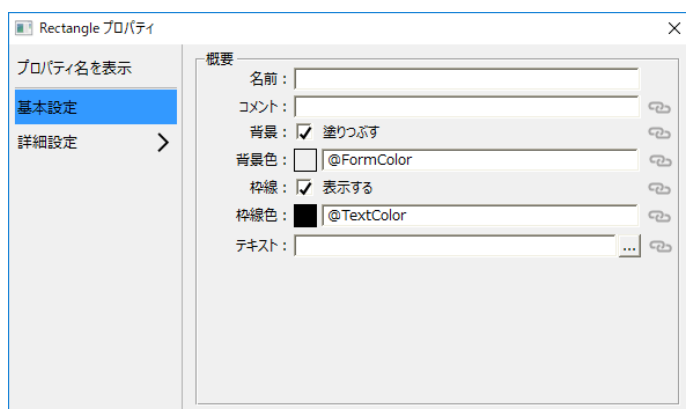 Rectangle プロパティ
プロパティ名を表示
基本設定
詳細設定
概要
名前：
コメント：
背景： 塗りつぶす
背景色： @FormColor
枠線： 表示する
枠線色： @TextColor
テキスト： ...